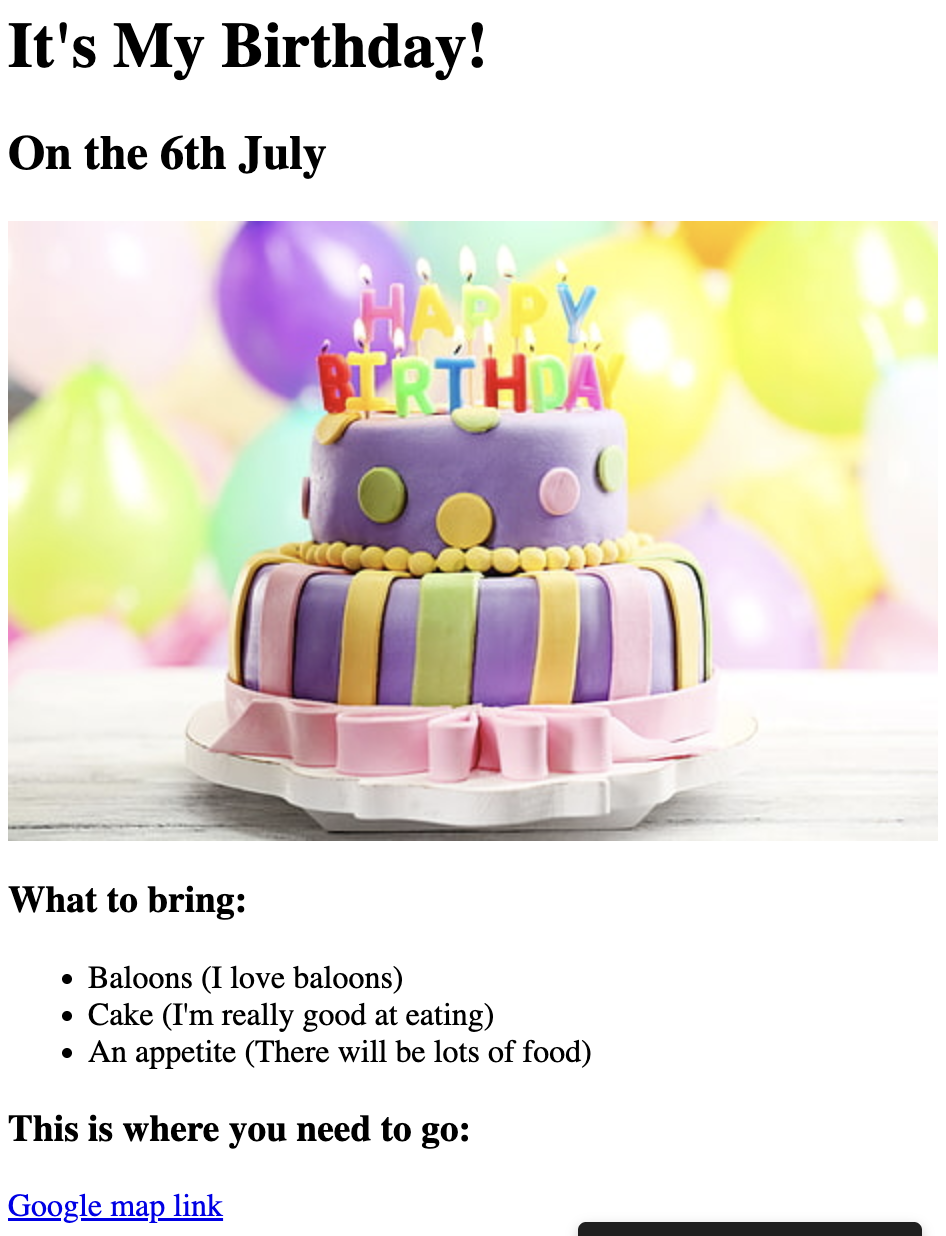 It's My Birthday!
On the 6th July
HAPPY
BIRTHDAY
What to bring:
Baloons (I love baloons)
Cake (I'm really good at eating)
An appetite (There will be lots of food)
This is where you need to go:
Google map link